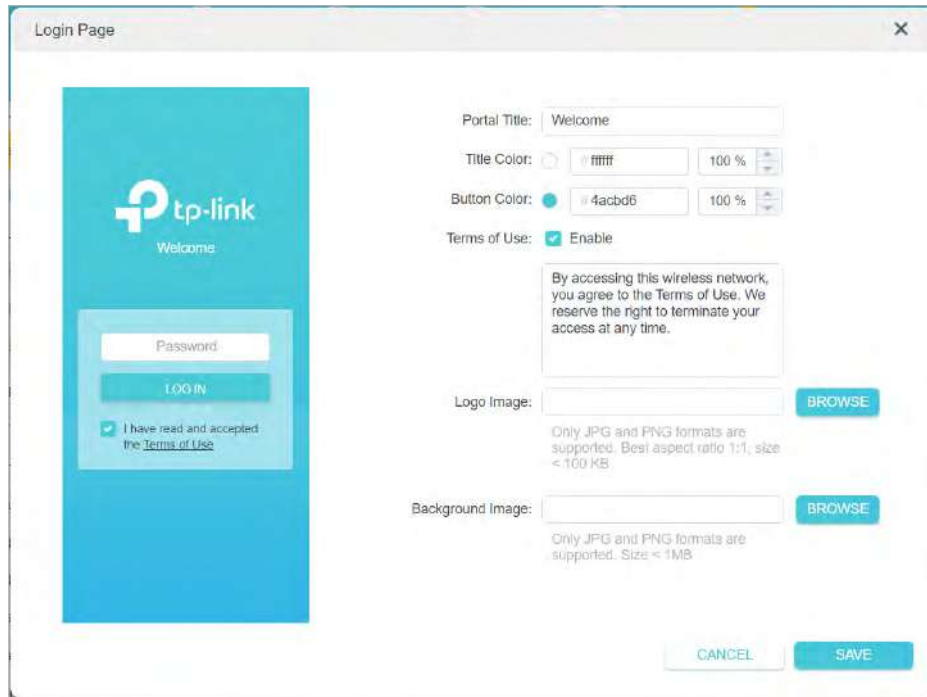 Login Page
tp-link
Welcome
Password
LOG IN
I have read and accepted
the Terms of Use
Portal Title: Welcome
Title Color: # ffffff 100 %
Button Color: # 4acbd6 100 %
Terms of Use: Enable
By accessing this wireless network,
you agree to the Terms of Use. We
reserve the right to terminate your
access at any time.
Logo Image: BROWSE
Only JPG and PNG formats are
supported. Best aspect ratio 1:1, size
< 100 KB
Background Image: BROWSE
Only JPG and PNG formats are
supported. Size < 1MB
CANCEL SAVE